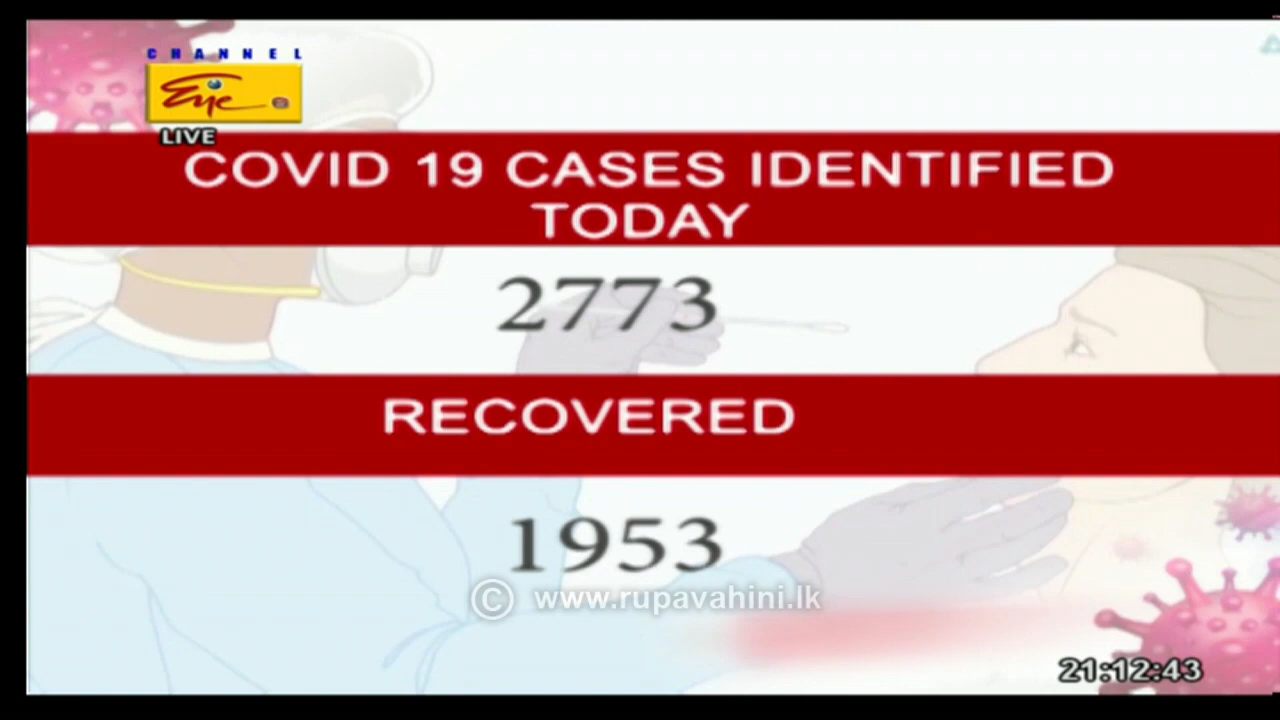 CHANNEL
Eye
LIVE
COVID 19 CASES IDENTIFIED
TODAY
2773
RECOVERED
1953
© www.rupavahini.lk
21:12:43